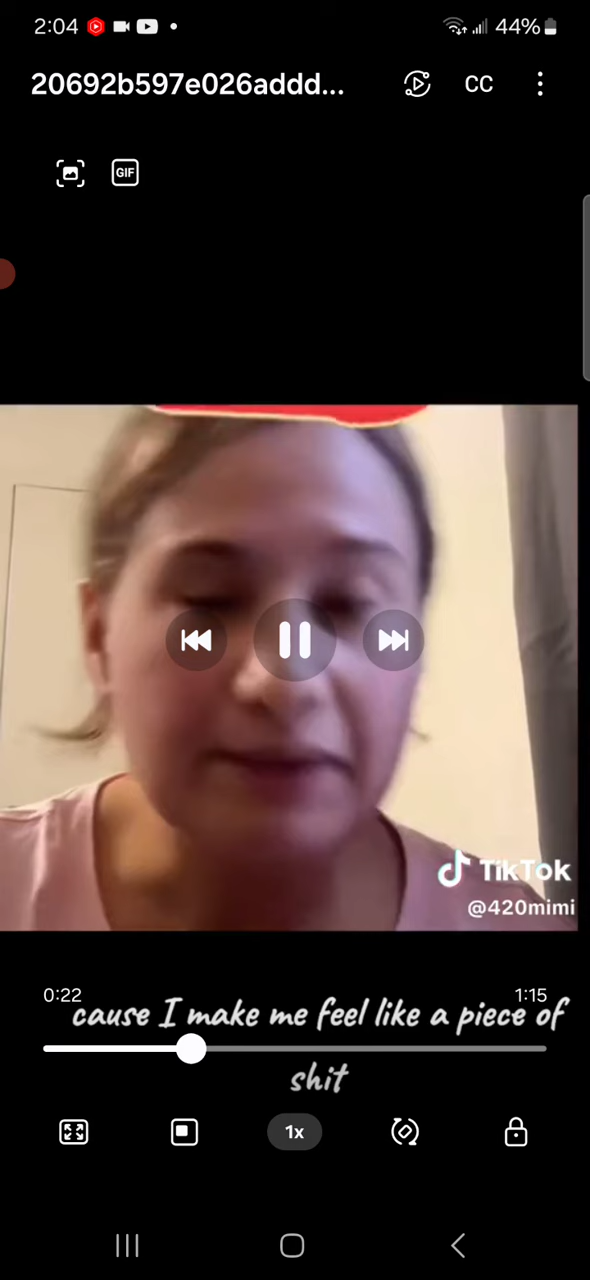 2:04
44%
20692b597e026addd...
CC
GIF
TikTok
@420mimi
0:22
1:15
cause I make me feel like a piece of
shit
1x